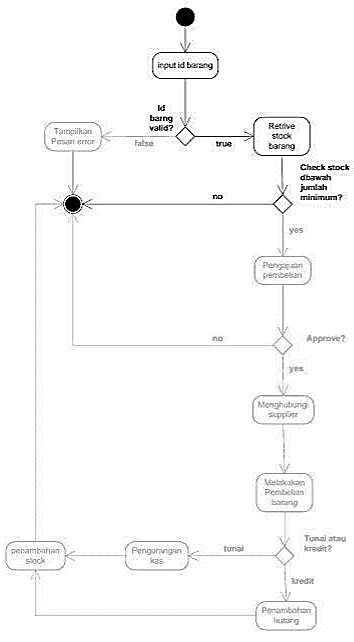 input id barang
Id
barng
valid?
Tampilkan
Pesan error
false
true
Retrive
stock
barang
Check stock
dbawah
jumlah
minimum?
no
yes
Pengajuan
pembelian
no
Approve?
yes
Menghubungi
supplier
Melakukan
Pembelian
barang
Tunai atau
kredit?
tunai
Pengurangan
kas
penambahan
stock
kredit
Penambahan
hutang